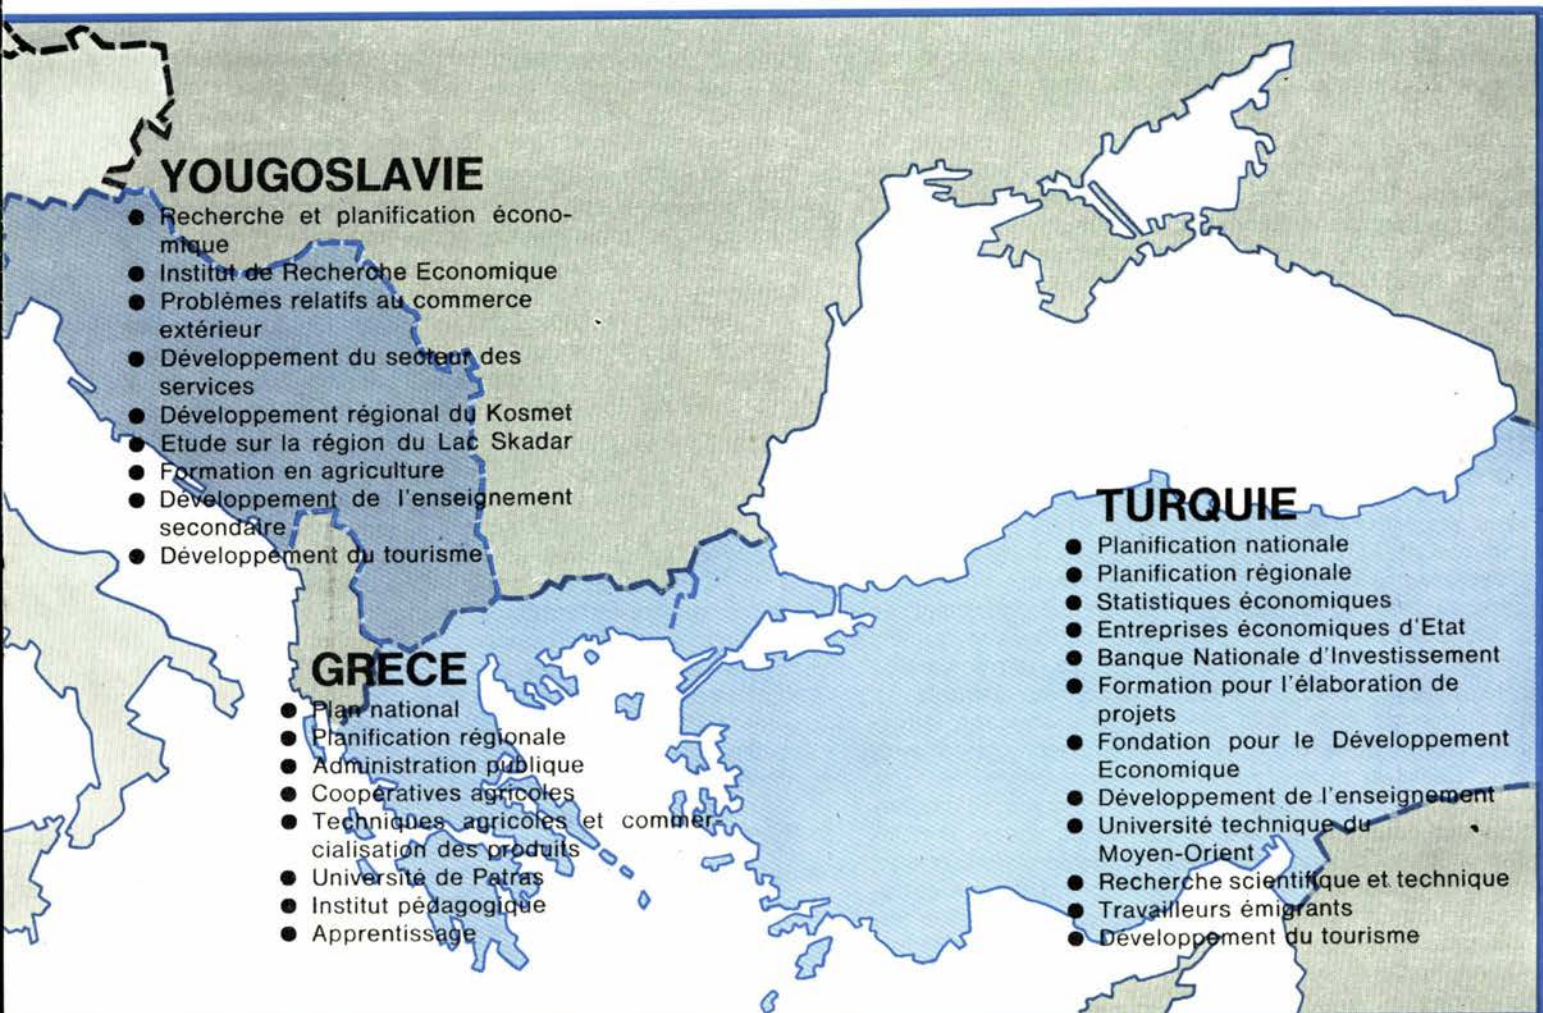 YOUGOSLAVIE
● Recherche et planification écono-
mique
● Institut de Recherche Economique
● Problèmes relatifs au commerce
extérieur
● Développement du secteur des
services
● Développement régional du Kosmet
● Etude sur la région du Lac Skadar
● Formation en agriculture
● Développement de l'enseignement
secondaire
● Développement du tourisme
GRECE
● Plan national
● Planification régionale
● Administration publique
● Coopératives agricoles
● Techniques agricoles et commer-
cialisation des produits
● Université de Patras
● Institut pédagogique
● Apprentissage
TURQUIE
● Planification nationale
● Planification régionale
● Statistiques économiques
● Entreprises économiques d'Etat
● Banque Nationale d'Investissement
● Formation pour l'élaboration de
projets
● Fondation pour le Développement
Economique
● Développement de l'enseignement
● Université technique du
Moyen-Orient
● Recherche scientifique et technique
● Travailleurs émigrants
● Développement du tourisme